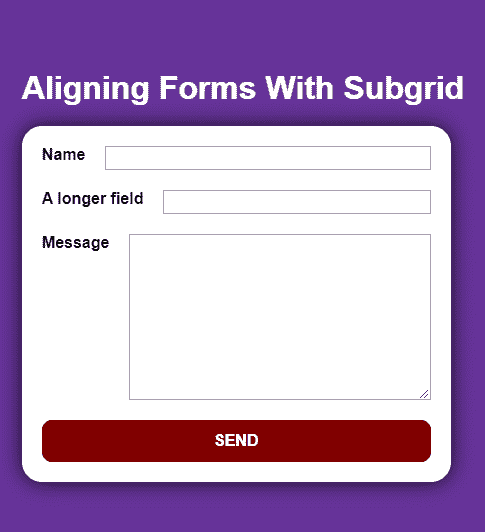 Aligning Forms With Subgrid
Name
A longer field
Message
SEND